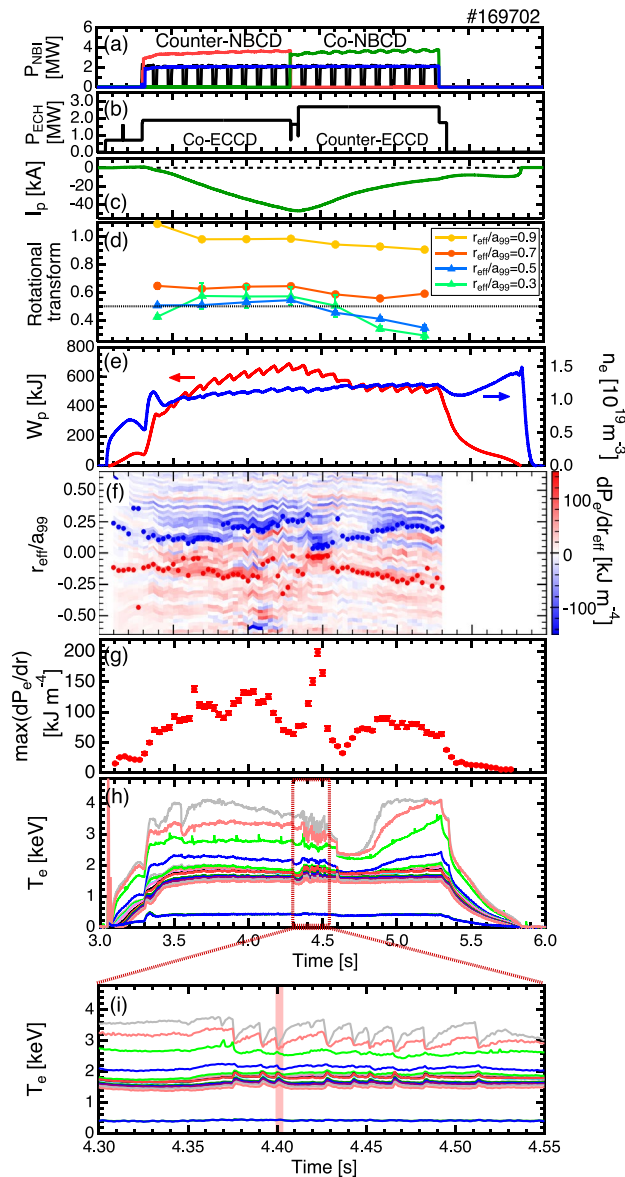 #169702
(a)
Counter-NBCD
Co-NBCD
P_NBI [MW]
6
4
2
0
(b)
P_ECH [MW]
3.0
2.0
1.0
0.0
Co-ECCD
Counter-ECCD
(c)
I_p [kA]
0
-20
-40
(d)
Rotational transform
1.0
0.8
0.6
0.4
r_eff/a_99=0.9
r_eff/a_99=0.7
r_eff/a_99=0.5
r_eff/a_99=0.3
(e)
W_p [kJ]
800
600
400
200
0
1.5
1.0
0.5
0.0
n_e [10^19 m^-3]
(f)
r_eff/a_99
0.50
0.25
0.00
-0.25
-0.50
100
0
-100
dP_e/dr_eff [kJ m^-4]
(g)
max(dP_e/dr) [kJ m^-4]
200
150
100
50
0
(h)
T_e [keV]
4
3
2
1
0
3.0 3.5 4.0 4.5 5.0 5.5 6.0
Time [s]
(i)
T_e [keV]
4
3
2
1
0
4.30 4.35 4.40 4.45 4.50 4.55
Time [s]